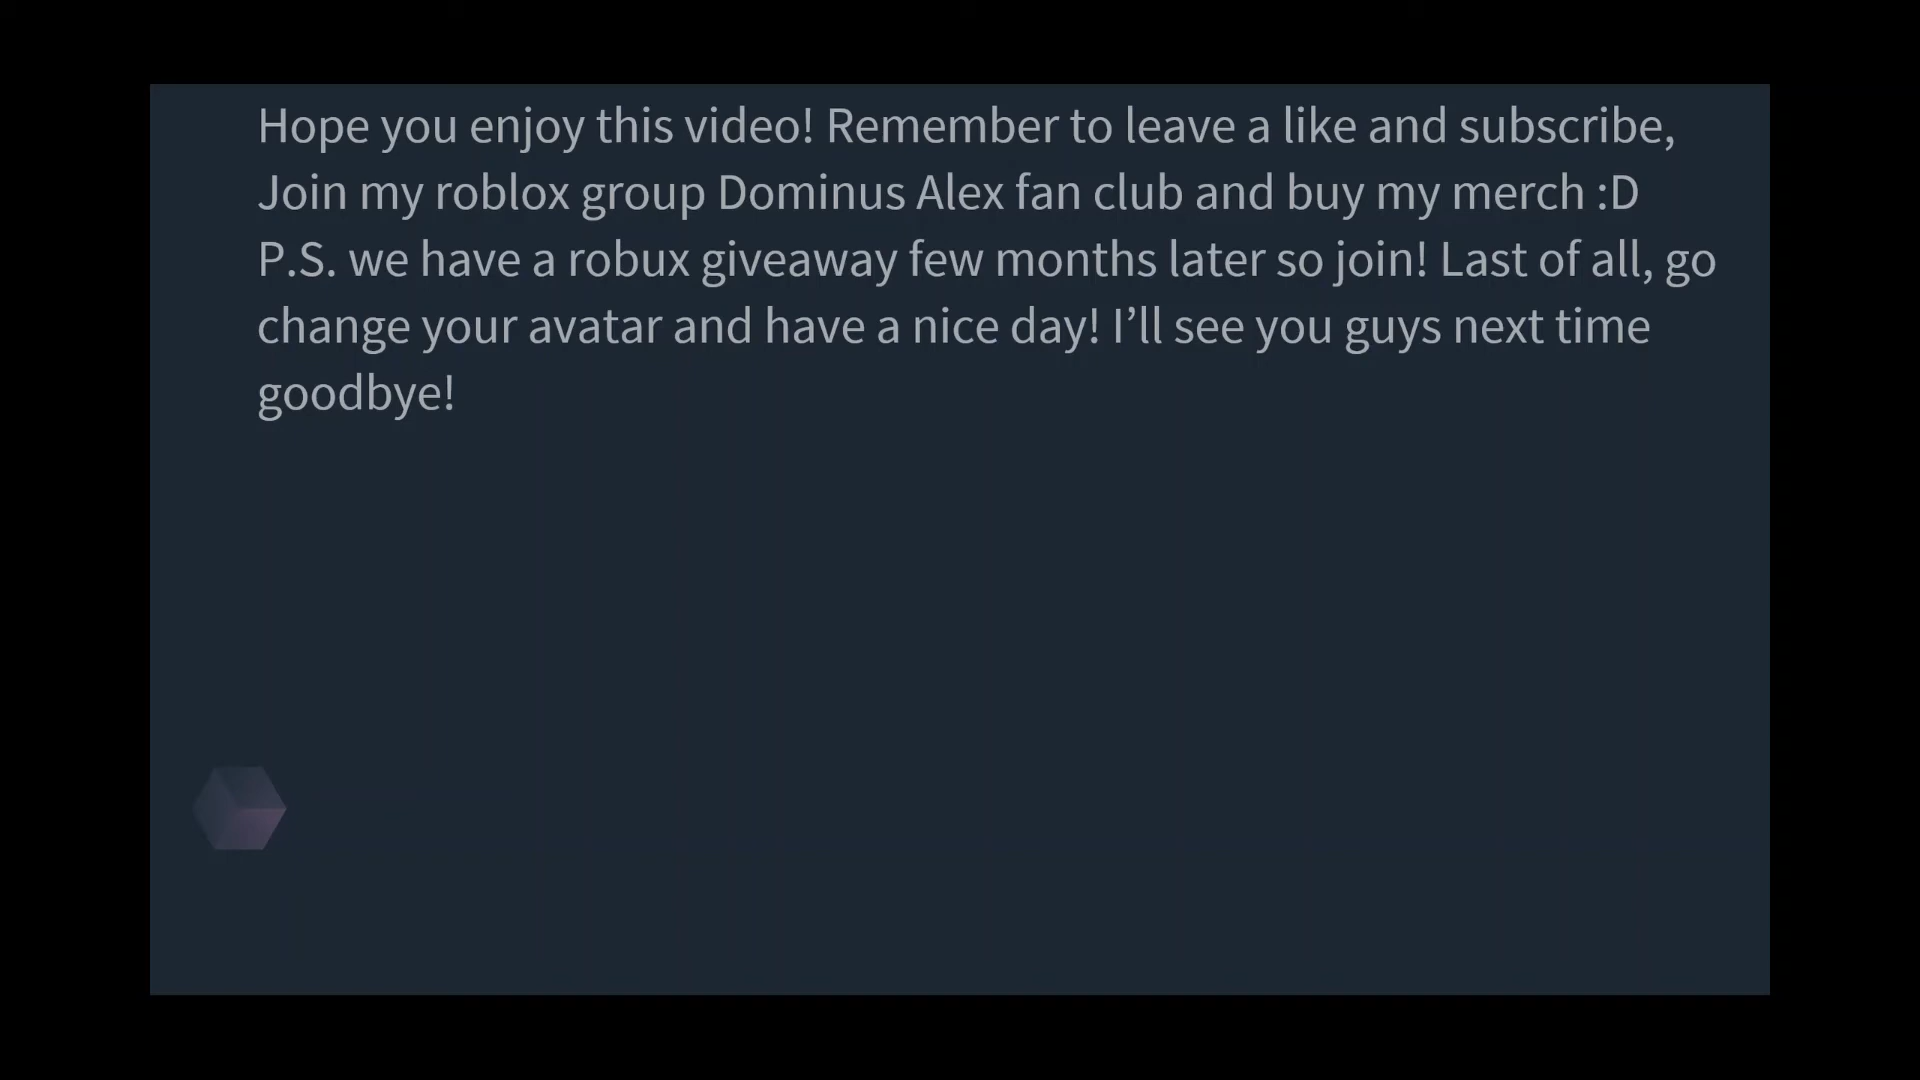 Hope you enjoy this video! Remember to leave a like and subscribe,
Join my roblox group Dominus Alex fan club and buy my merch :D
P.S. we have a robux giveaway few months later so join! Last of all, go
change your avatar and have a nice day! I’ll see you guys next time
goodbye!